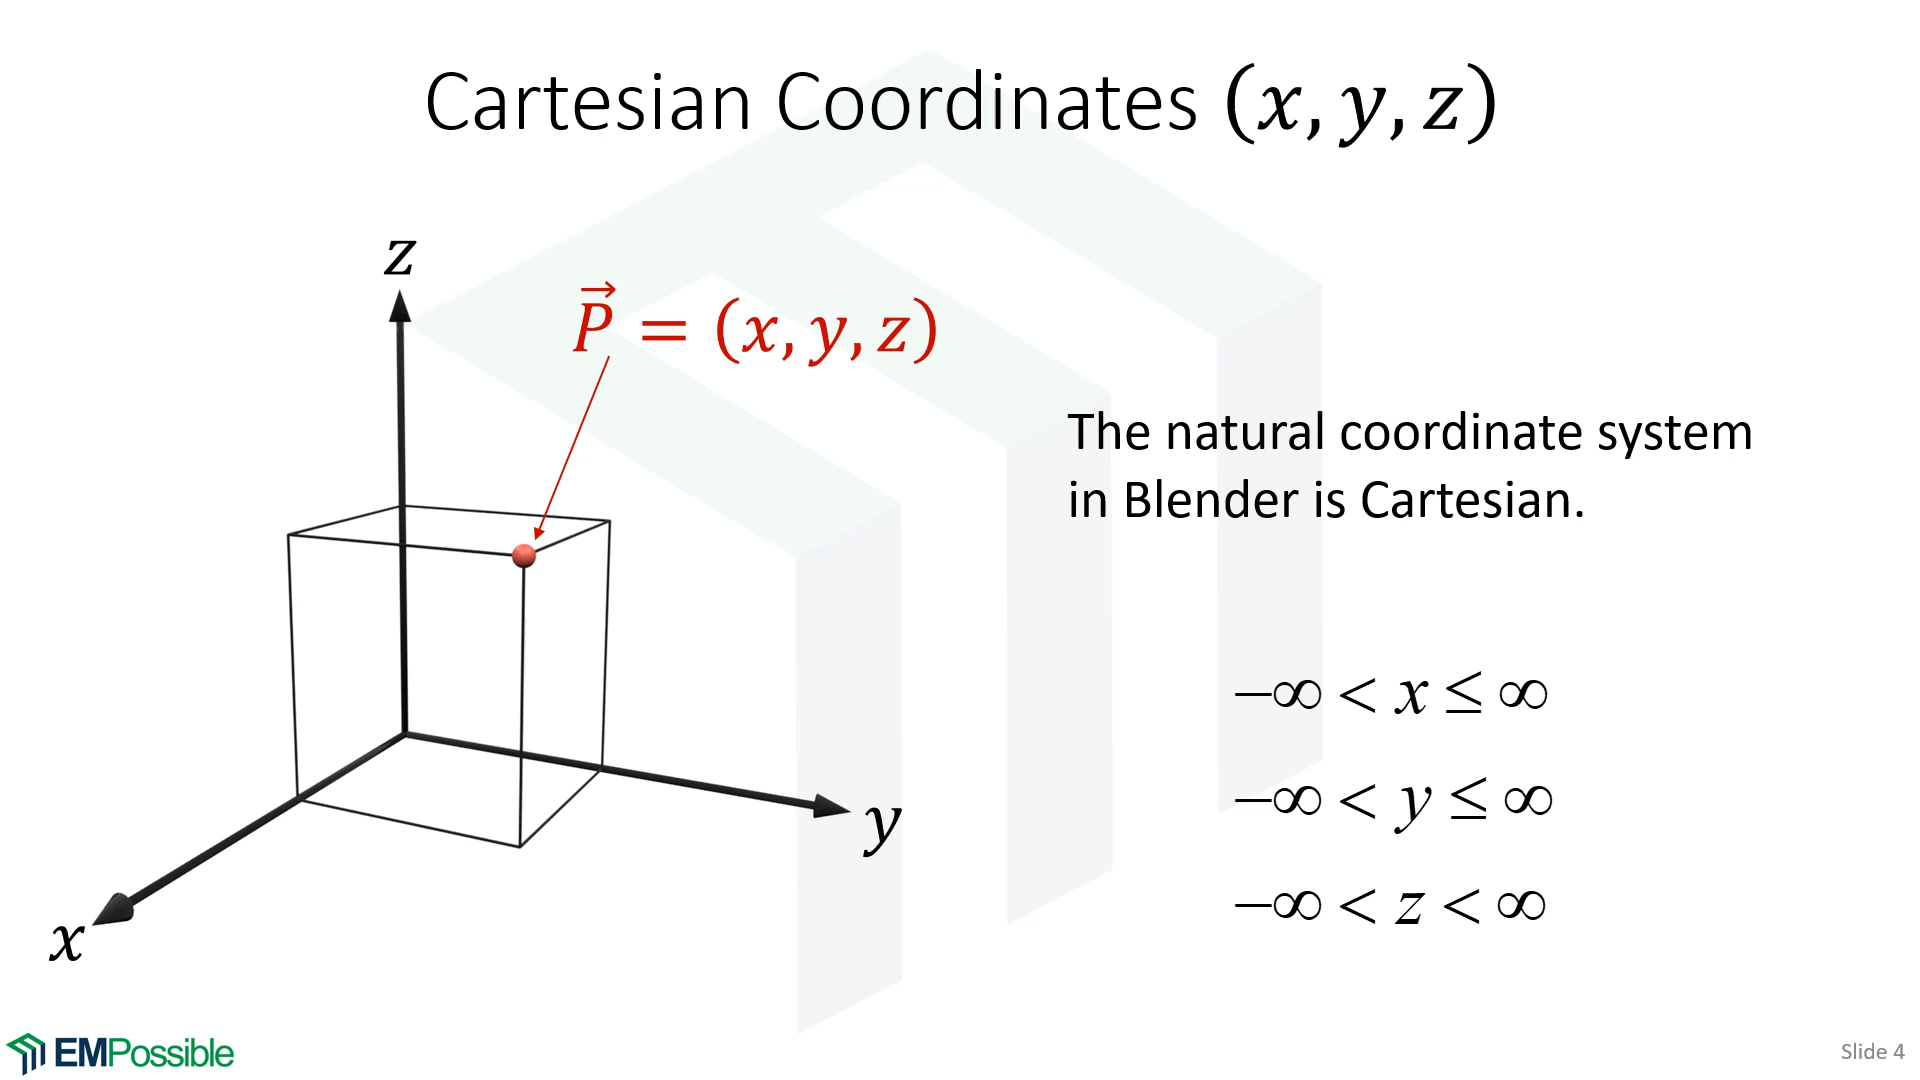 Cartesian Coordinates (x, y, z)
z
P⃗ = (x, y, z)
The natural coordinate system
in Blender is Cartesian.
−∞ < x ≤ ∞
−∞ < y ≤ ∞
y
−∞ < z < ∞
x
EMPossible
Slide 4